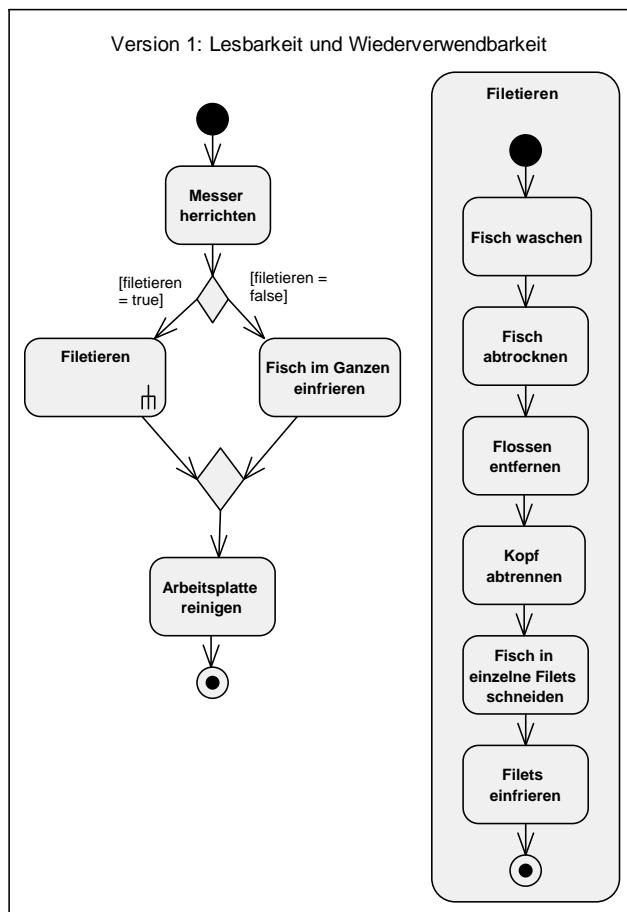 Version 1: Lesbarkeit und Wiederverwendbarkeit
Messer
herrichten
[filetieren
= true]
[filetieren =
false]
Filetieren
Fisch im Ganzen
einfrieren
Arbeitsplatte
reinigen
Filetieren
Fisch waschen
Fisch
abtrocknen
Flossen
entfernen
Kopf
abtrennen
Fisch in
einzelne Filets
schneiden
Filets
einfrieren